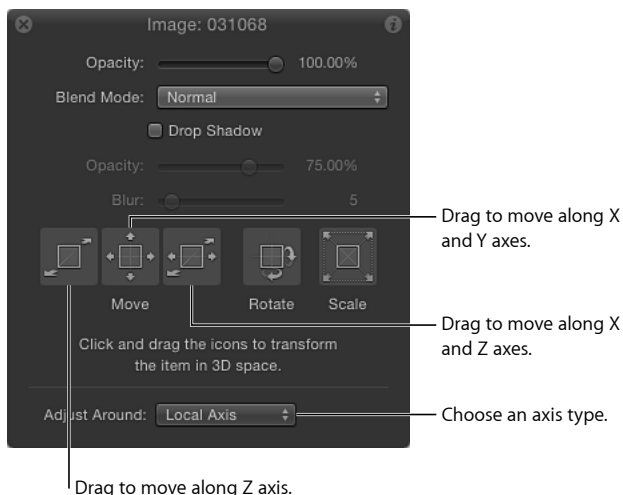 Image: 031068
Opacity: 100.00%
Blend Mode: Normal
Drop Shadow
Opacity: 75.00%
Blur: 5
Drag to move along X
and Y axes.
Move Rotate Scale
Drag to move along X
and Z axes.
Click and drag the icons to transform
the item in 3D space.
Adjust Around: Local Axis
Choose an axis type.
Drag to move along Z axis.